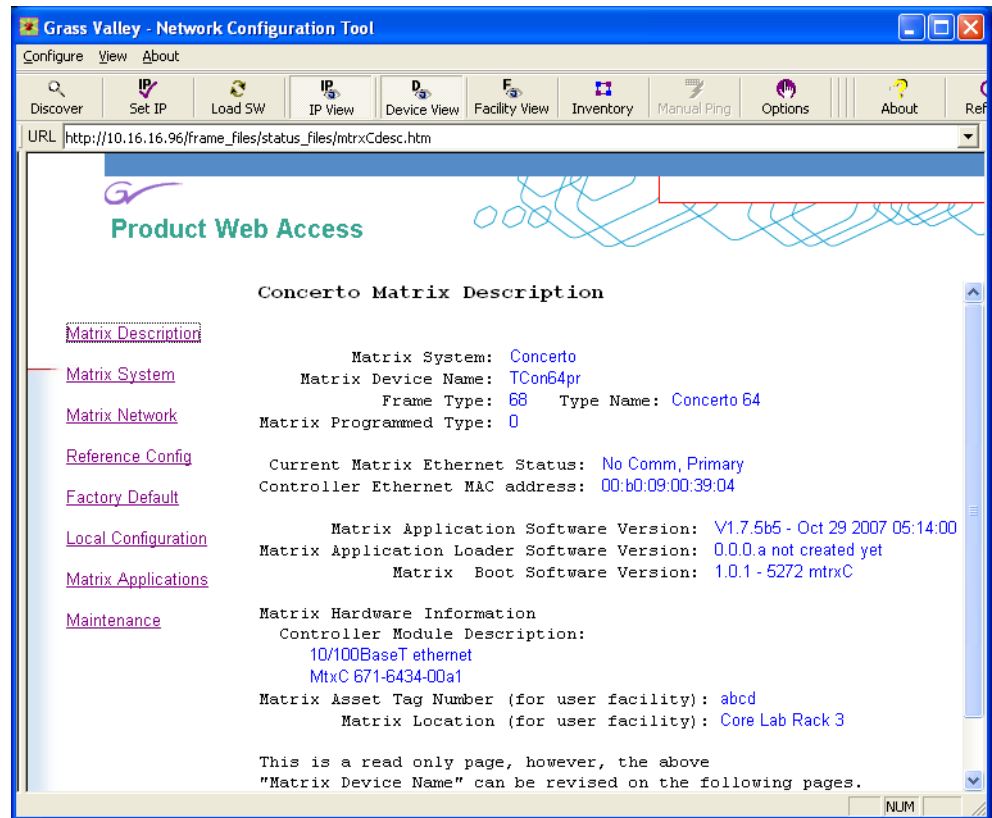 Grass Valley - Network Configuration Tool
Configure View About
Discover Set IP Load SW IP View Device View Facility View Inventory Manual Ping Options About Ref
URL http://10.16.16.96/frame_files/status_files/mtrxCdesc.htm
Product Web Access
Concerto Matrix Description
Matrix Description
Matrix System
Matrix Network
Reference Config
Factory Default
Local Configuration
Matrix Applications
Maintenance
Matrix System: Concerto
Matrix Device Name: TCon64pr
Frame Type: 68 Type Name: Concerto 64
Matrix Programmed Type: 0
Current Matrix Ethernet Status: No Comm, Primary
Controller Ethernet MAC address: 00:b0:09:00:39:04
Matrix Application Software Version: V1.7.5b5 - Oct 29 2007 05:14:00
Matrix Application Loader Software Version: 0.0.0.a not created yet
Matrix Boot Software Version: 1.0.1 - 5272 mtrxC
Matrix Hardware Information
Controller Module Description:
10/100BaseT ethernet
MtxC 671-6434-00a1
Matrix Asset Tag Number (for user facility): abcd
Matrix Location (for user facility): Core Lab Rack 3
This is a read only page, however, the above
"Matrix Device Name" can be revised on the following pages.
NUM